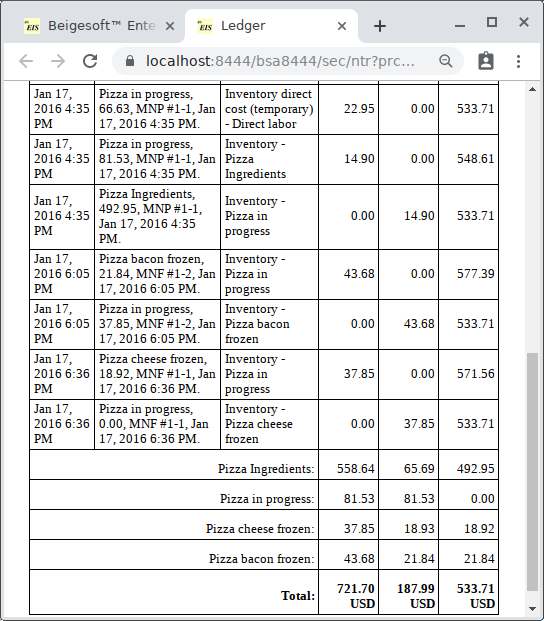 EIS Beigesoft™ Ente
EIS Ledger
localhost:8444/bsa8444/sec/ntr?prc...
Jan 17, 2016 4:35 PM Pizza in progress, 66.63, MNP #1-1, Jan 17, 2016 4:35 PM. Inventory direct cost (temporary) - Direct labor 22.95 0.00 533.71
Jan 17, 2016 4:35 PM Pizza in progress, 81.53, MNP #1-1, Jan 17, 2016 4:35 PM. Inventory - Pizza Ingredients 14.90 0.00 548.61
Jan 17, 2016 4:35 PM Pizza Ingredients, 492.95, MNP #1-1, Jan 17, 2016 4:35 PM. Inventory - Pizza in progress 0.00 14.90 533.71
Jan 17, 2016 6:05 PM Pizza bacon frozen, 21.84, MNF #1-2, Jan 17, 2016 6:05 PM. Inventory - Pizza in progress 43.68 0.00 577.39
Jan 17, 2016 6:05 PM Pizza in progress, 37.85, MNF #1-2, Jan 17, 2016 6:05 PM. Inventory - Pizza bacon frozen 0.00 43.68 533.71
Jan 17, 2016 6:36 PM Pizza cheese frozen, 18.92, MNF #1-1, Jan 17, 2016 6:36 PM. Inventory - Pizza in progress 37.85 0.00 571.56
Jan 17, 2016 6:36 PM Pizza in progress, 0.00, MNF #1-1, Jan 17, 2016 6:36 PM. Inventory - Pizza cheese frozen 0.00 37.85 533.71
Pizza Ingredients: 558.64 65.69 492.95
Pizza in progress: 81.53 81.53 0.00
Pizza cheese frozen: 37.85 18.93 18.92
Pizza bacon frozen: 43.68 21.84 21.84
Total: 721.70 USD 187.99 USD 533.71 USD